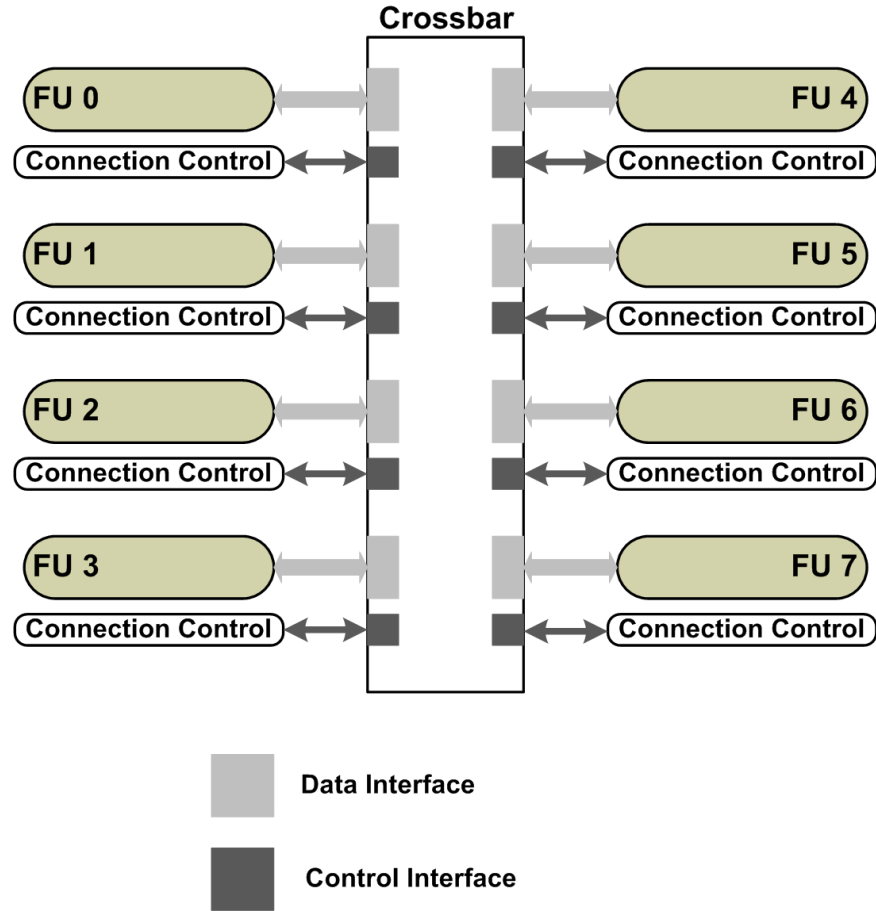 Crossbar
FU 0
FU 4
Connection Control
Connection Control
FU 1
FU 5
Connection Control
Connection Control
FU 2
FU 6
Connection Control
Connection Control
FU 3
FU 7
Connection Control
Connection Control
Data Interface
Control Interface